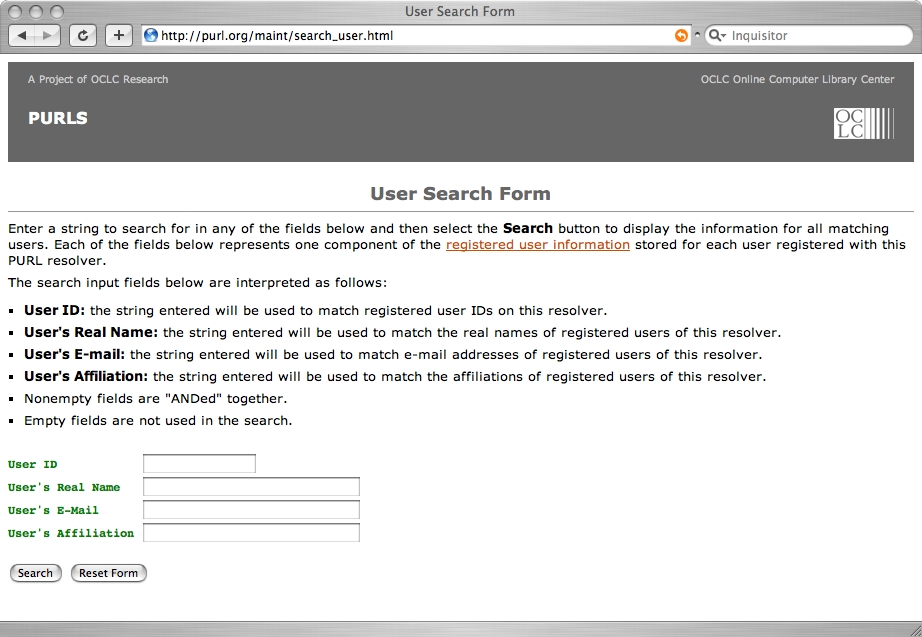 User Search Form
http://purl.org/maint/search_user.html
Inquisitor
A Project of OCLC Research
OCLC Online Computer Library Center
PURLS
OC
LC
User Search Form
Enter a string to search for in any of the fields below and then select the Search button to display the information for all matching
users. Each of the fields below represents one component of the registered user information stored for each user registered with this
PURL resolver.
The search input fields below are interpreted as follows:
User ID: the string entered will be used to match registered user IDs on this resolver.
User's Real Name: the string entered will be used to match the real names of registered users of this resolver.
User's E-mail: the string entered will be used to match e-mail addresses of registered users of this resolver.
User's Affiliation: the string entered will be used to match the affiliations of registered users of this resolver.
Nonempty fields are "ANDed" together.
Empty fields are not used in the search.
User ID
User's Real Name
User's E-Mail
User's Affiliation
Search
Reset Form